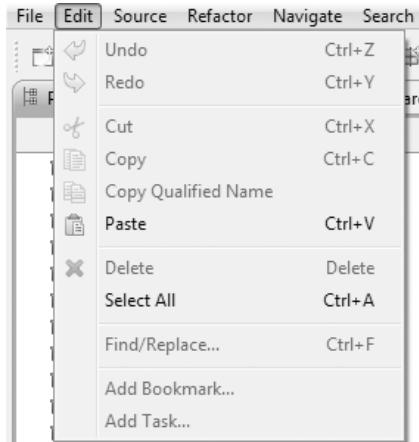 File Edit Source Refactor Navigate Search
Undo Ctrl+Z
Redo Ctrl+Y
Cut Ctrl+X
Copy Ctrl+C
Copy Qualified Name
Paste Ctrl+V
Delete Delete
Select All Ctrl+A
Find/Replace... Ctrl+F
Add Bookmark...
Add Task...